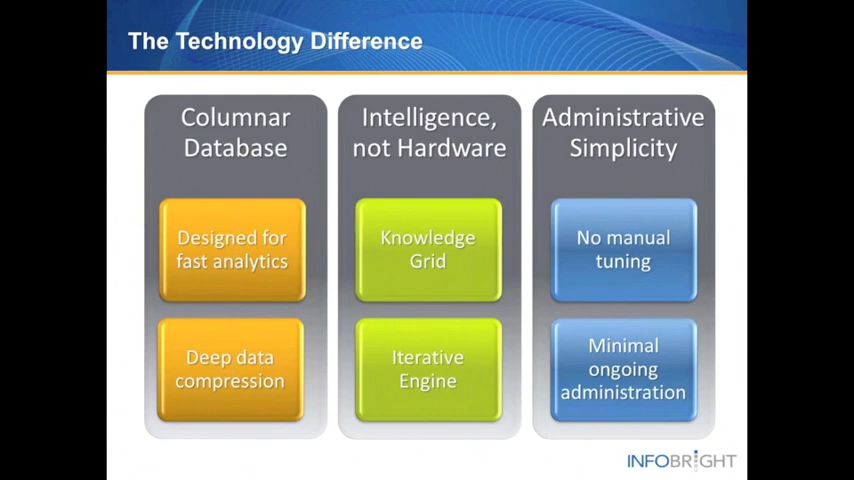 The Technology Difference
Columnar
Database
Designed for
fast analytics
Deep data
compression
Intelligence,
not Hardware
Knowledge
Grid
Iterative
Engine
Administrative
Simplicity
No manual
tuning
Minimal
ongoing
administration
INFOBRIGHT